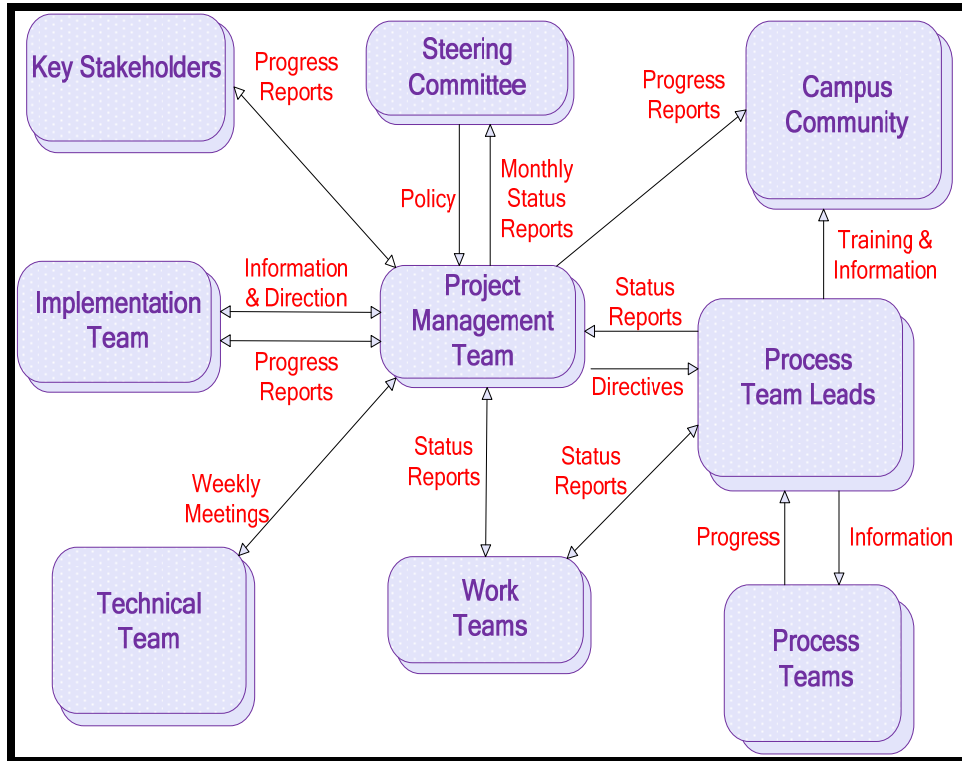 Key Stakeholders
Progress
Reports
Steering
Committee
Progress
Reports
Campus
Community
Policy
Monthly
Status
Reports
Training &
Information
Implementation
Team
Information
& Direction
Progress
Reports
Project
Management
Team
Status
Reports
Directives
Process
Team Leads
Weekly
Meetings
Status
Reports
Status
Reports
Progress
Information
Technical
Team
Work
Teams
Process
Teams